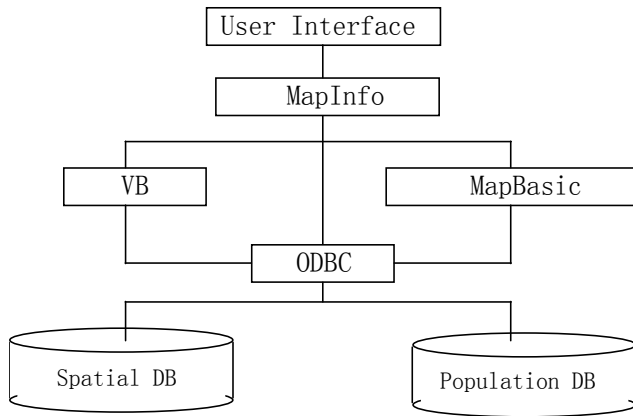 User Interface
MapInfo
VB
MapBasic
ODBC
Spatial DB
Population DB